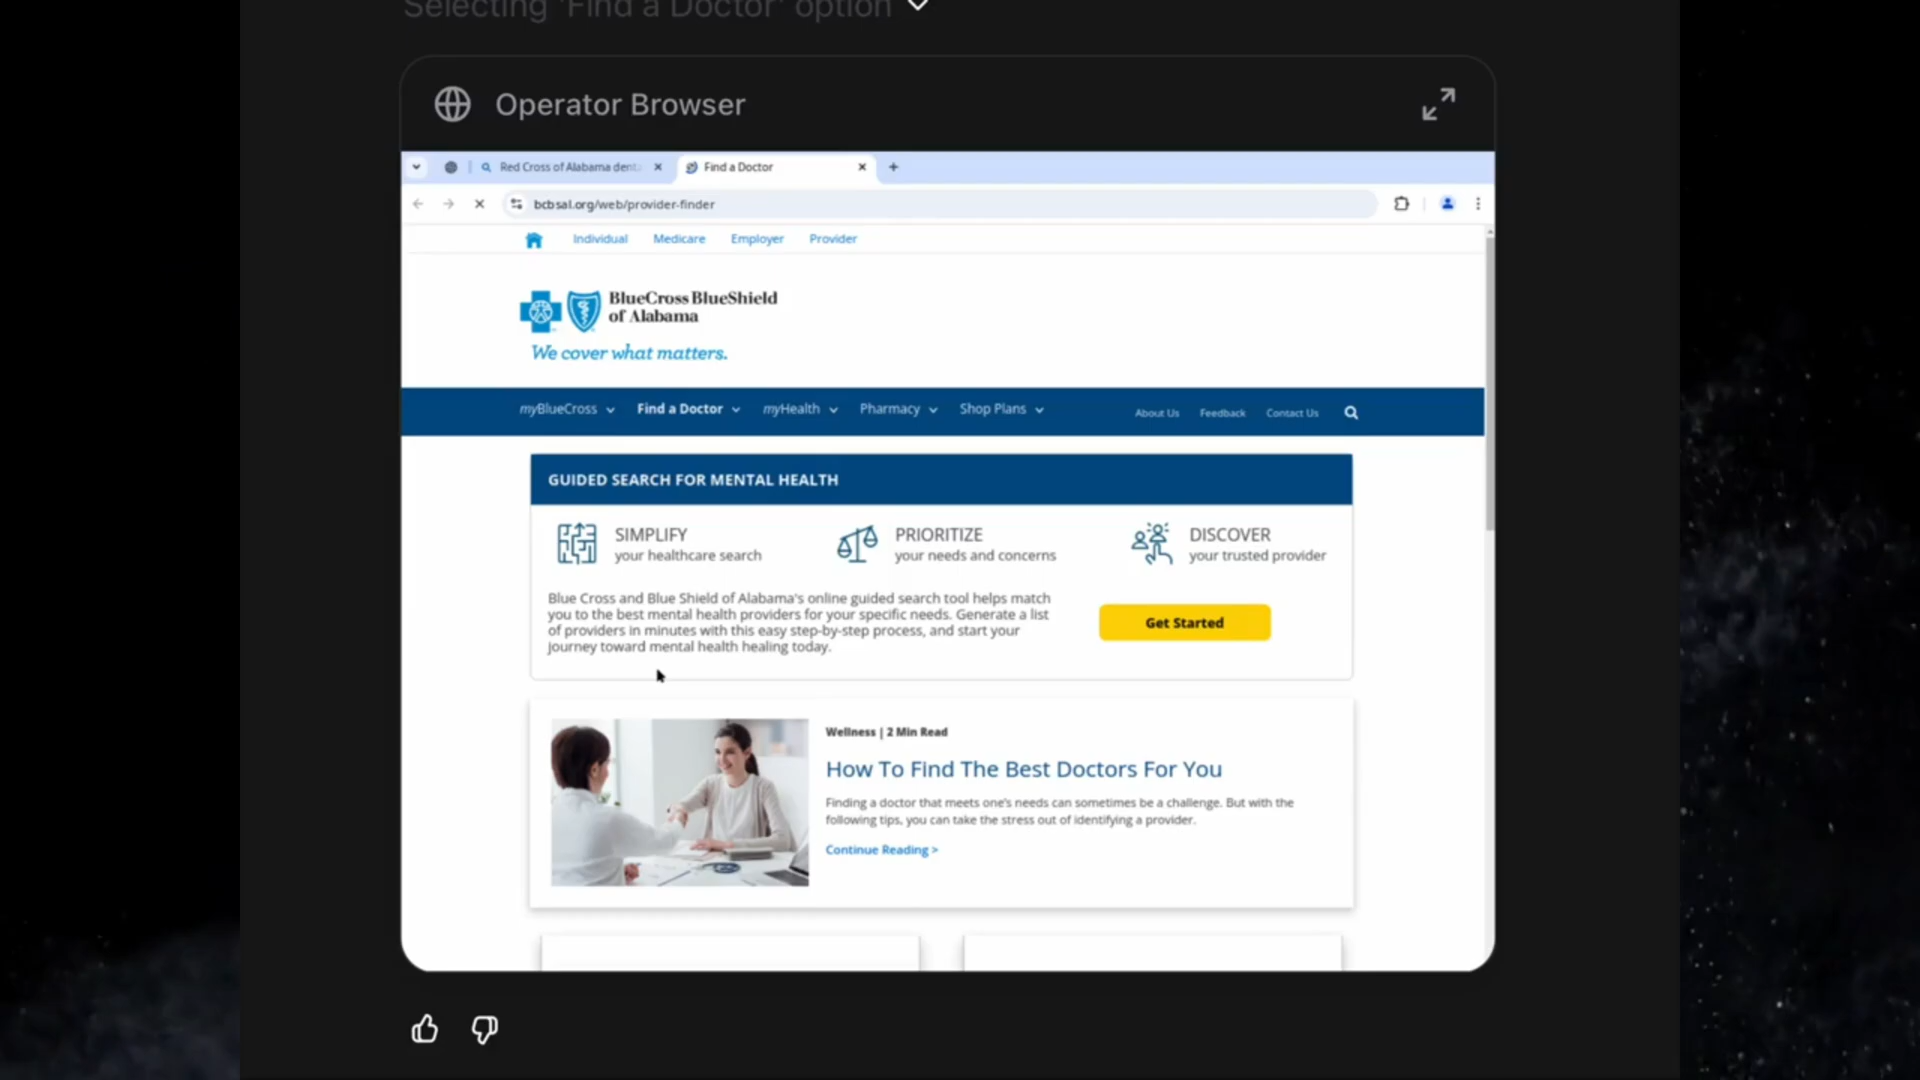 Selecting 'Find a Doctor' option
Operator Browser
Red Cross of Alabama dent
Find a Doctor
bcbsal.org/web/provider-finder
Individual Medicare Employer Provider
BlueCross BlueShield
of Alabama
We cover what matters.
myBlueCross Find a Doctor myHealth Pharmacy Shop Plans About Us Feedback Contact Us
GUIDED SEARCH FOR MENTAL HEALTH
SIMPLIFY
your healthcare search
PRIORITIZE
your needs and concerns
DISCOVER
your trusted provider
Blue Cross and Blue Shield of Alabama's online guided search tool helps match
you to the best mental health providers for your specific needs. Generate a list
of providers in minutes with this easy step-by-step process, and start your
journey toward mental health healing today.
Get Started
Wellness | 2 Min Read
How To Find The Best Doctors For You
Finding a doctor that meets one's needs can sometimes be a challenge. But with the
following tips, you can take the stress out of identifying a provider.
Continue Reading >